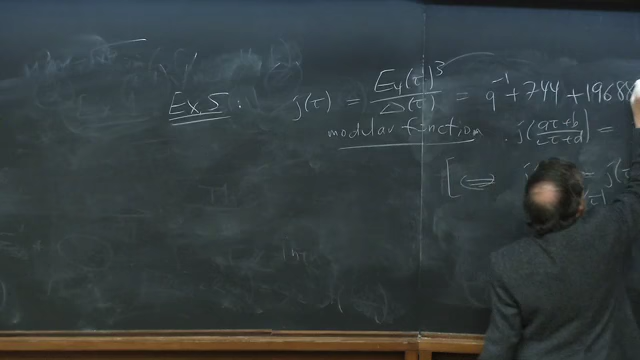 Ex.5: j(τ) = E₄(τ)³ / Δ(τ) = q⁻¹ + 744 + 19688
modular function j((aτ+b)/(cτ+d)) =
[⇔ j(τ